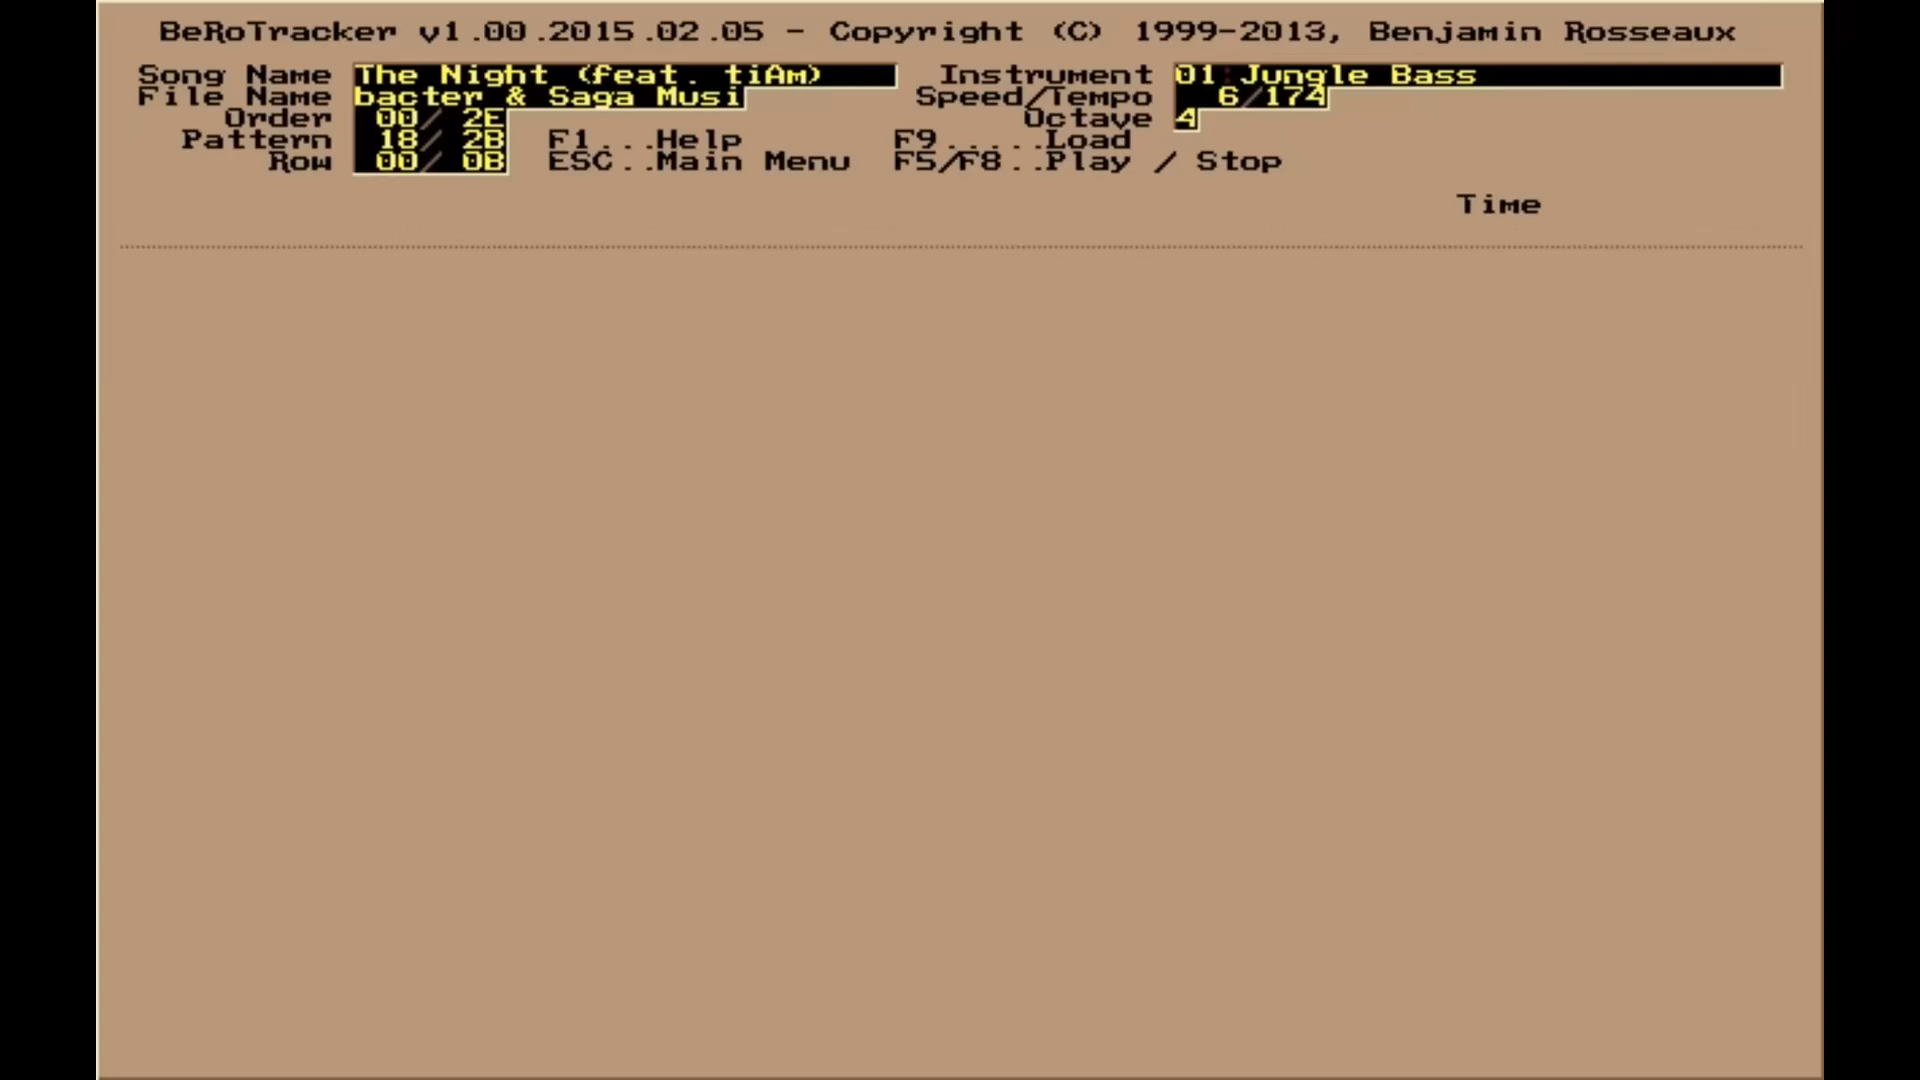 BeRoTracker v1.00.2015.02.05 - Copyright (C) 1999-2013, Benjamin Rosseaux
Song Name The Night (feat. tiAm) Instrument 01:Jungle Bass
File Name bacter & Saga Musi Speed/Tempo 6/174
Order 00/ 2E Octave 4
Pattern 18/ 2B F1...Help F9.....Load
Row 00/ 0B ESC..Main Menu F5/F8..Play / Stop
Time